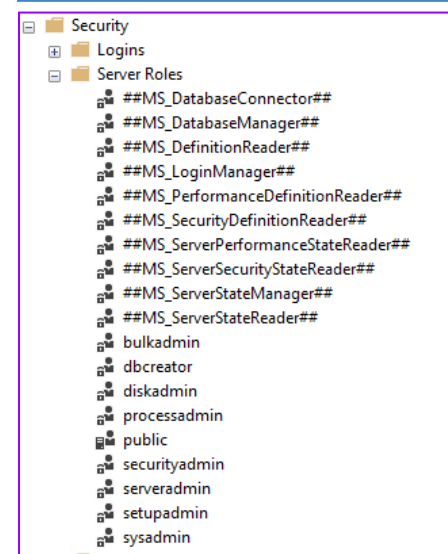 Security
Logins
Server Roles
##MS_DatabaseConnector##
##MS_DatabaseManager##
##MS_DefinitionReader##
##MS_LoginManager##
##MS_PerformanceDefinitionReader##
##MS_SecurityDefinitionReader##
##MS_ServerPerformanceStateReader##
##MS_ServerSecurityStateReader##
##MS_ServerStateManager##
##MS_ServerStateReader##
bulkadmin
dbcreator
diskadmin
processadmin
public
securityadmin
serveradmin
setupadmin
sysadmin